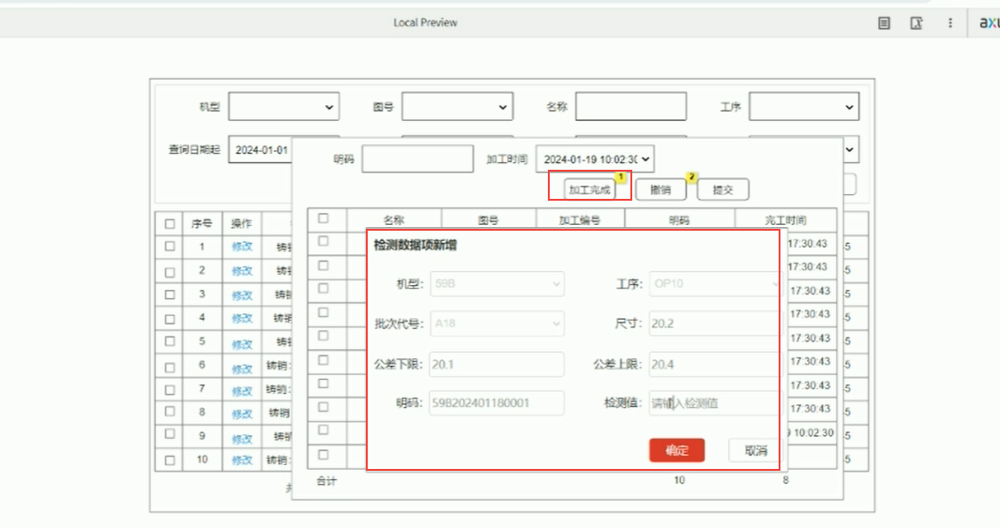 Local Preview
机型 图号 名称 工序
查询日期起 2024-01-01
明码 加工时间 2024-01-19 10:02:30
加工完成 1 撤销 2 提交
序号 操作
名称 图号 加工编号 明码 完工时间
检测数据项新增
机型: 59B 工序: OP10
批次代号: A18 尺寸: 20.2
公差下限: 20.1 公差上限: 20.4
明码: 59B202401180001 检测值: 请输入检测值
确定 取消
1 修改 铸 17:30:43 -5
2 修改 铸 17:30:43 -5
3 修改 铸 17:30:43 -5
4 修改 铸 17:30:43 -5
5 修改 铸 17:30:43 -5
6 修改 铸销: 17:30:43 -5
7 修改 铸销: 17:30:43 -5
8 修改 铸销 17:30:43 -5
9 修改 铸 10:02:30 -5
10 修改 铸销: -5
合计 10 8